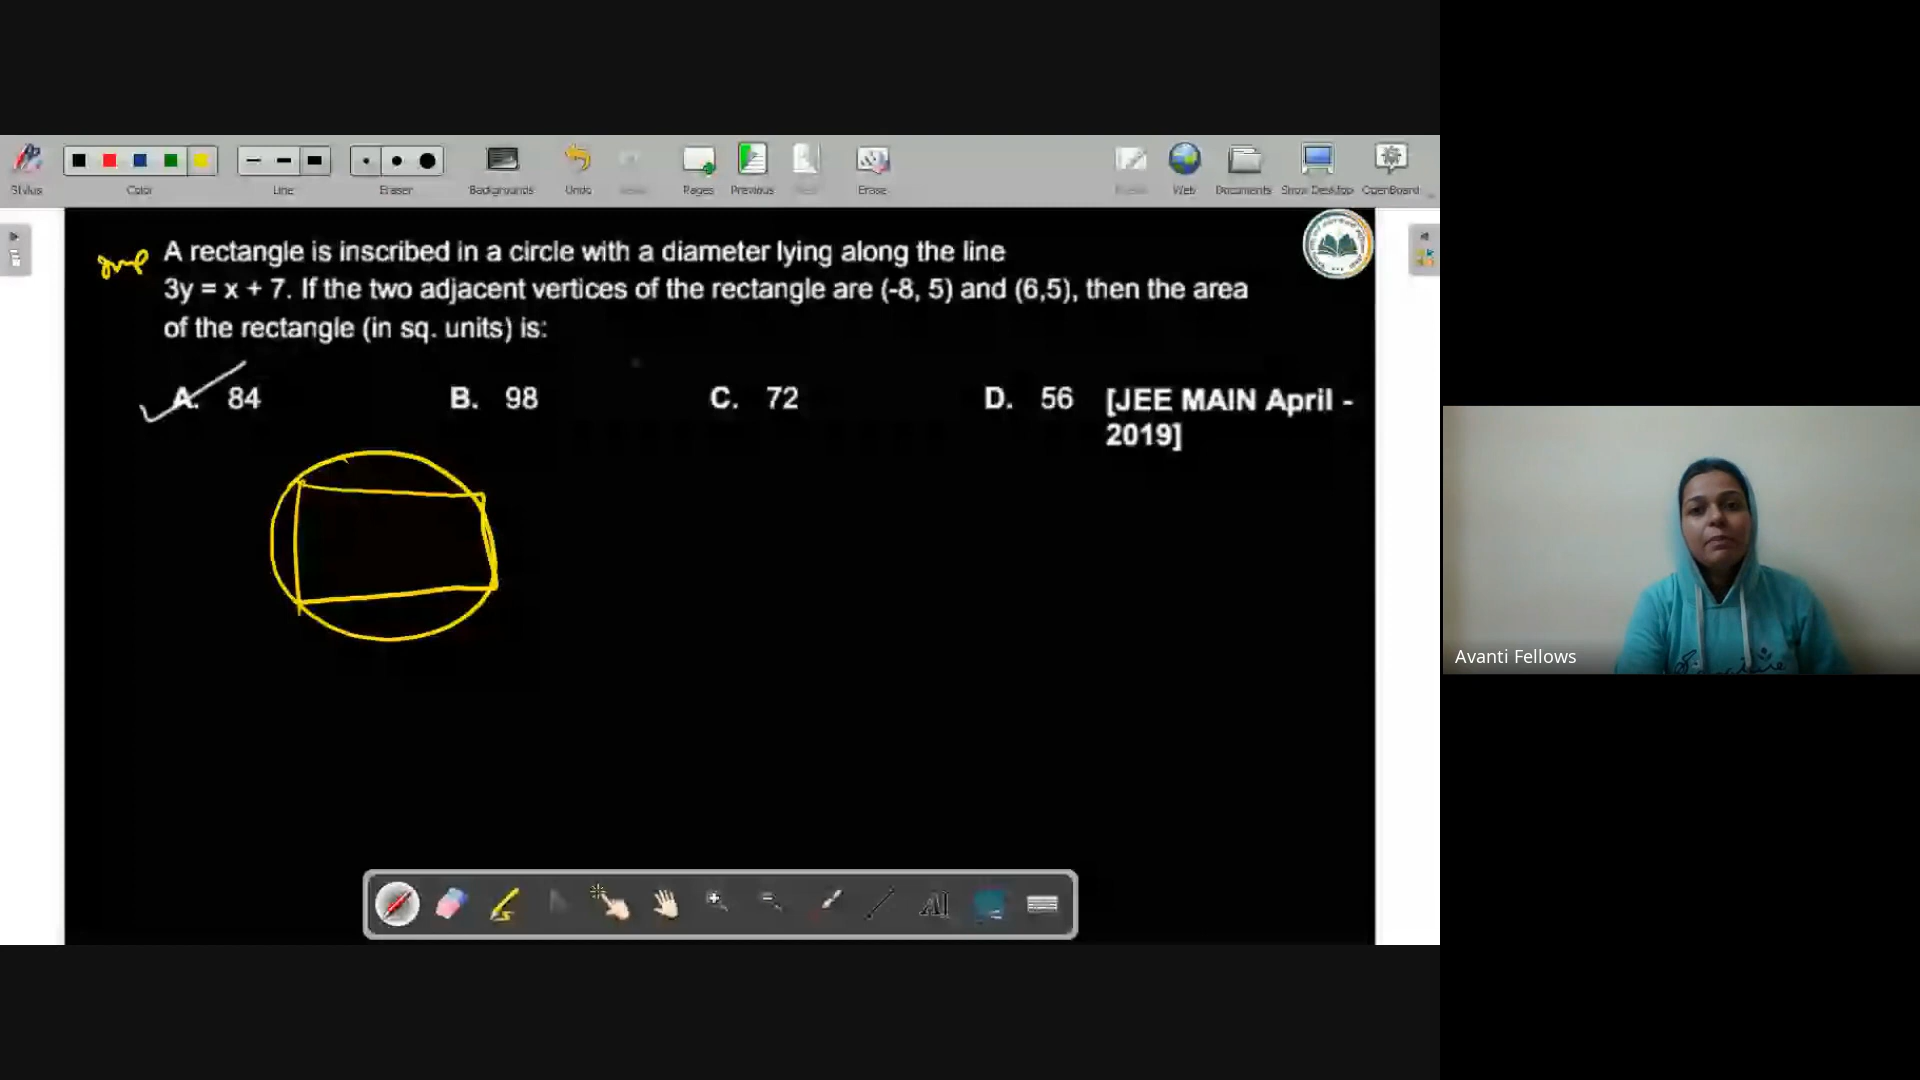 Stylus
Color
Line
Eraser
Backgrounds
Undo
Pages
Previous
Erase
Web
Documents
Show Desktop
OpenBoard
Imp
A rectangle is inscribed in a circle with a diameter lying along the line
3y = x + 7. If the two adjacent vertices of the rectangle are (-8, 5) and (6,5), then the area
of the rectangle (in sq. units) is:
A. 84 B. 98 C. 72 D. 56 [JEE MAIN April -
2019]
Avanti Fellows